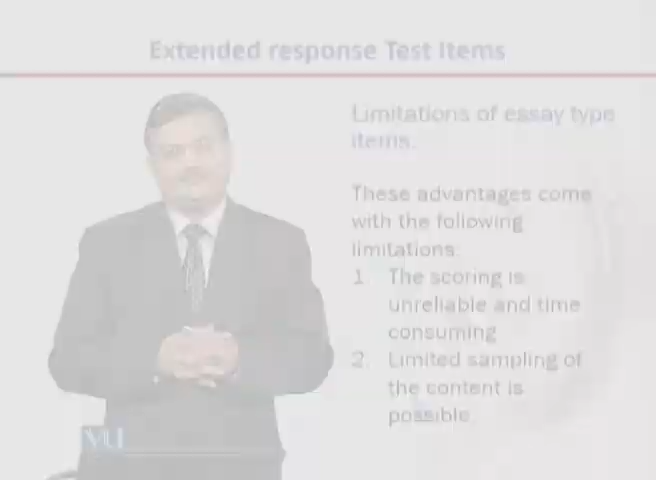 Extended response Test Items
Limitations of essay type
items.
These advantages come
with the following
limitations:
1. The scoring is
unreliable and time
consuming
2. Limited sampling of
the content is
possible.
VU